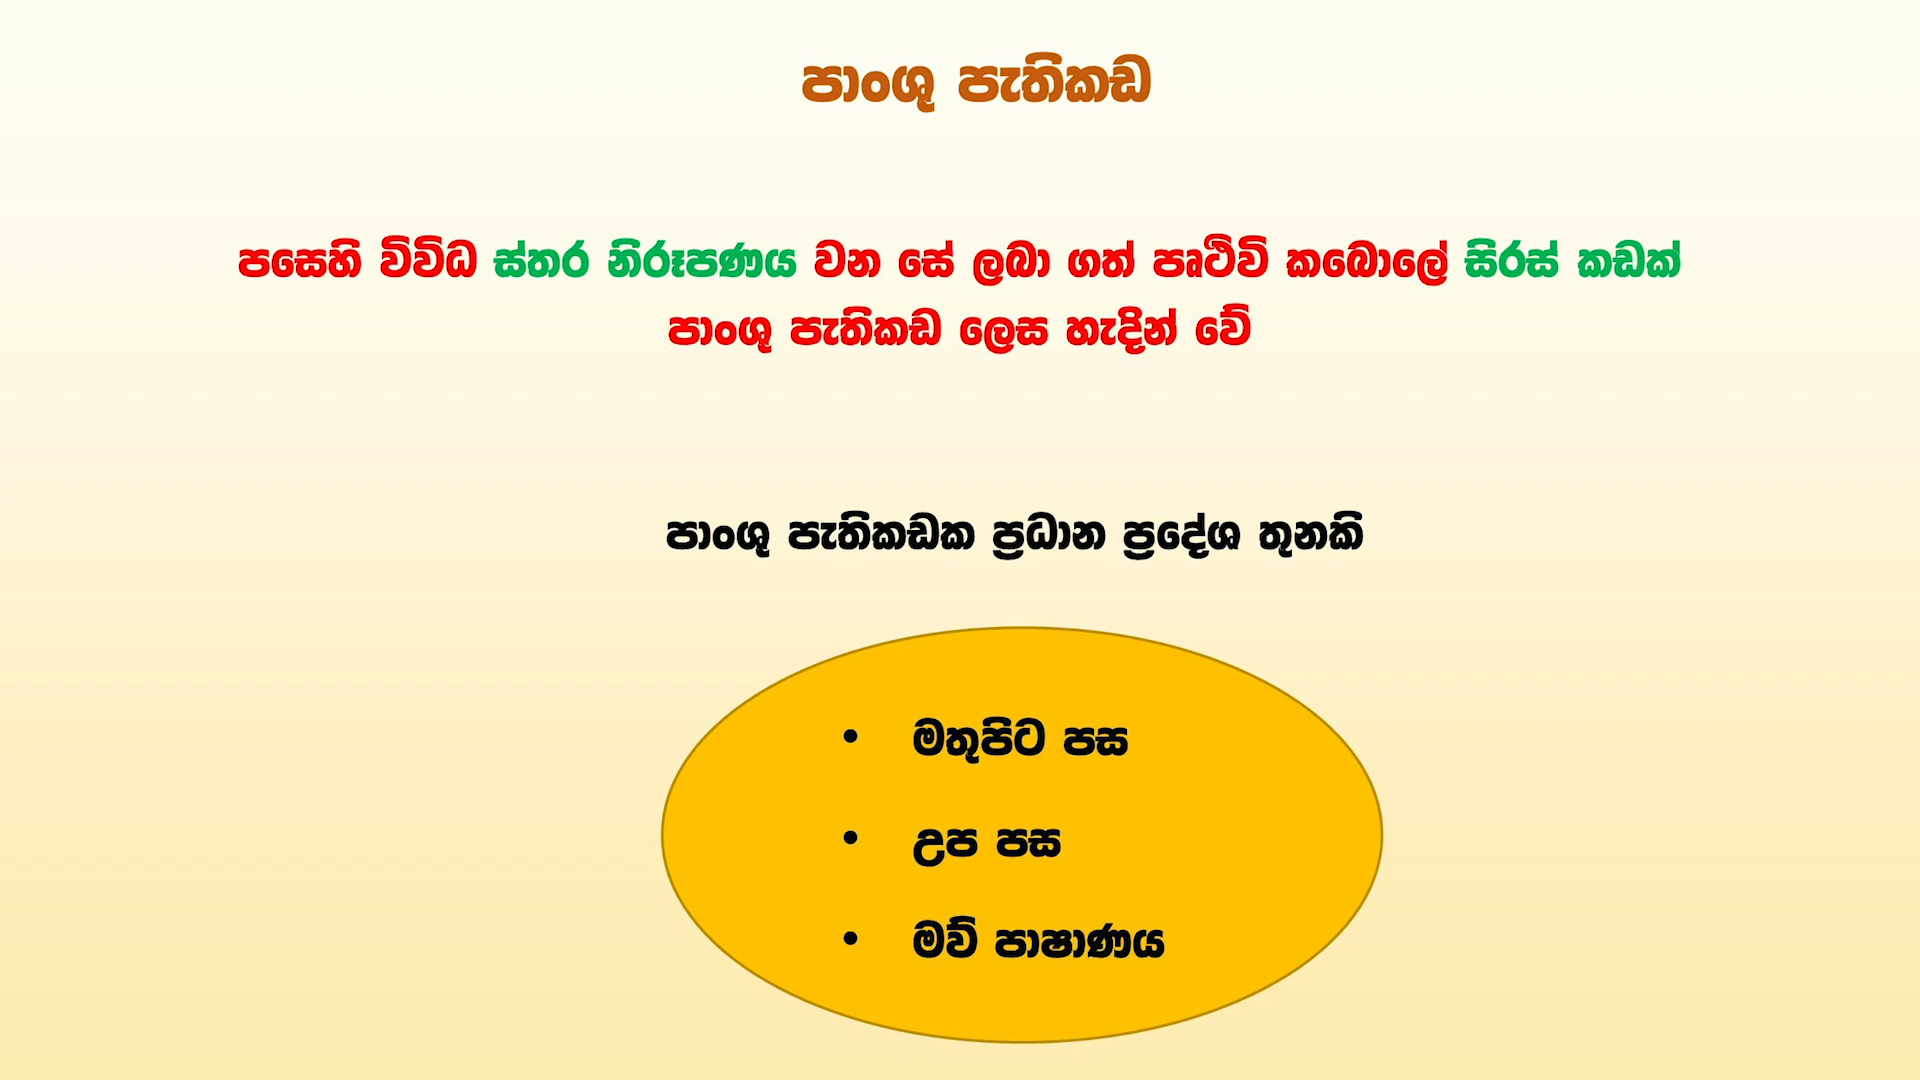 පාංශු පැතිකඩ
පසෙහි විවිධ ස්තර නිරූපණය වන සේ ලබා ගත් පෘථිවි කබොලේ සිරස් කඩක්
පාංශු පැතිකඩ ලෙස හැදින් වේ
පාංශු පැතිකඩක ප්‍රධාන ප්‍රදේශ තුනකි
• මතුපිට පස
• උප පස
• මව් පාෂාණය